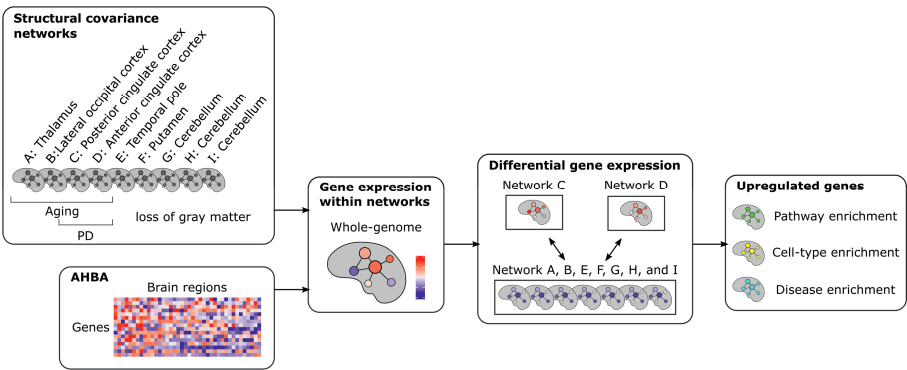 Structural covariance
networks
A: Thalamus
B:Lateral occipital cortex
C: Posterior cingulate cortex
D: Anterior cingulate cortex
E: Temporal pole
F: Putamen
G: Cerebellum
H: Cerebellum
I: Cerebellum
Aging
loss of gray matter
PD
AHBA
Brain regions
Genes
Gene expression
within networks
Whole-genome
Differential gene expression
Network C
Network D
Network A, B, E, F, G, H, and I
Upregulated genes
Pathway enrichment
Cell-type enrichment
Disease enrichment